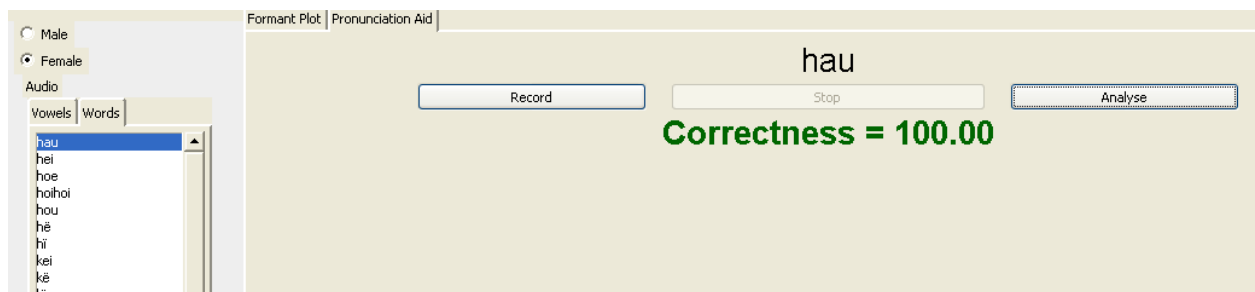 Male
Female
Audio
Vowels Words
hau
hei
hoe
hoihoi
hou
hë
hï
kei
kë
Formant Plot Pronunciation Aid
hau
Record Stop Analyse
Correctness = 100.00